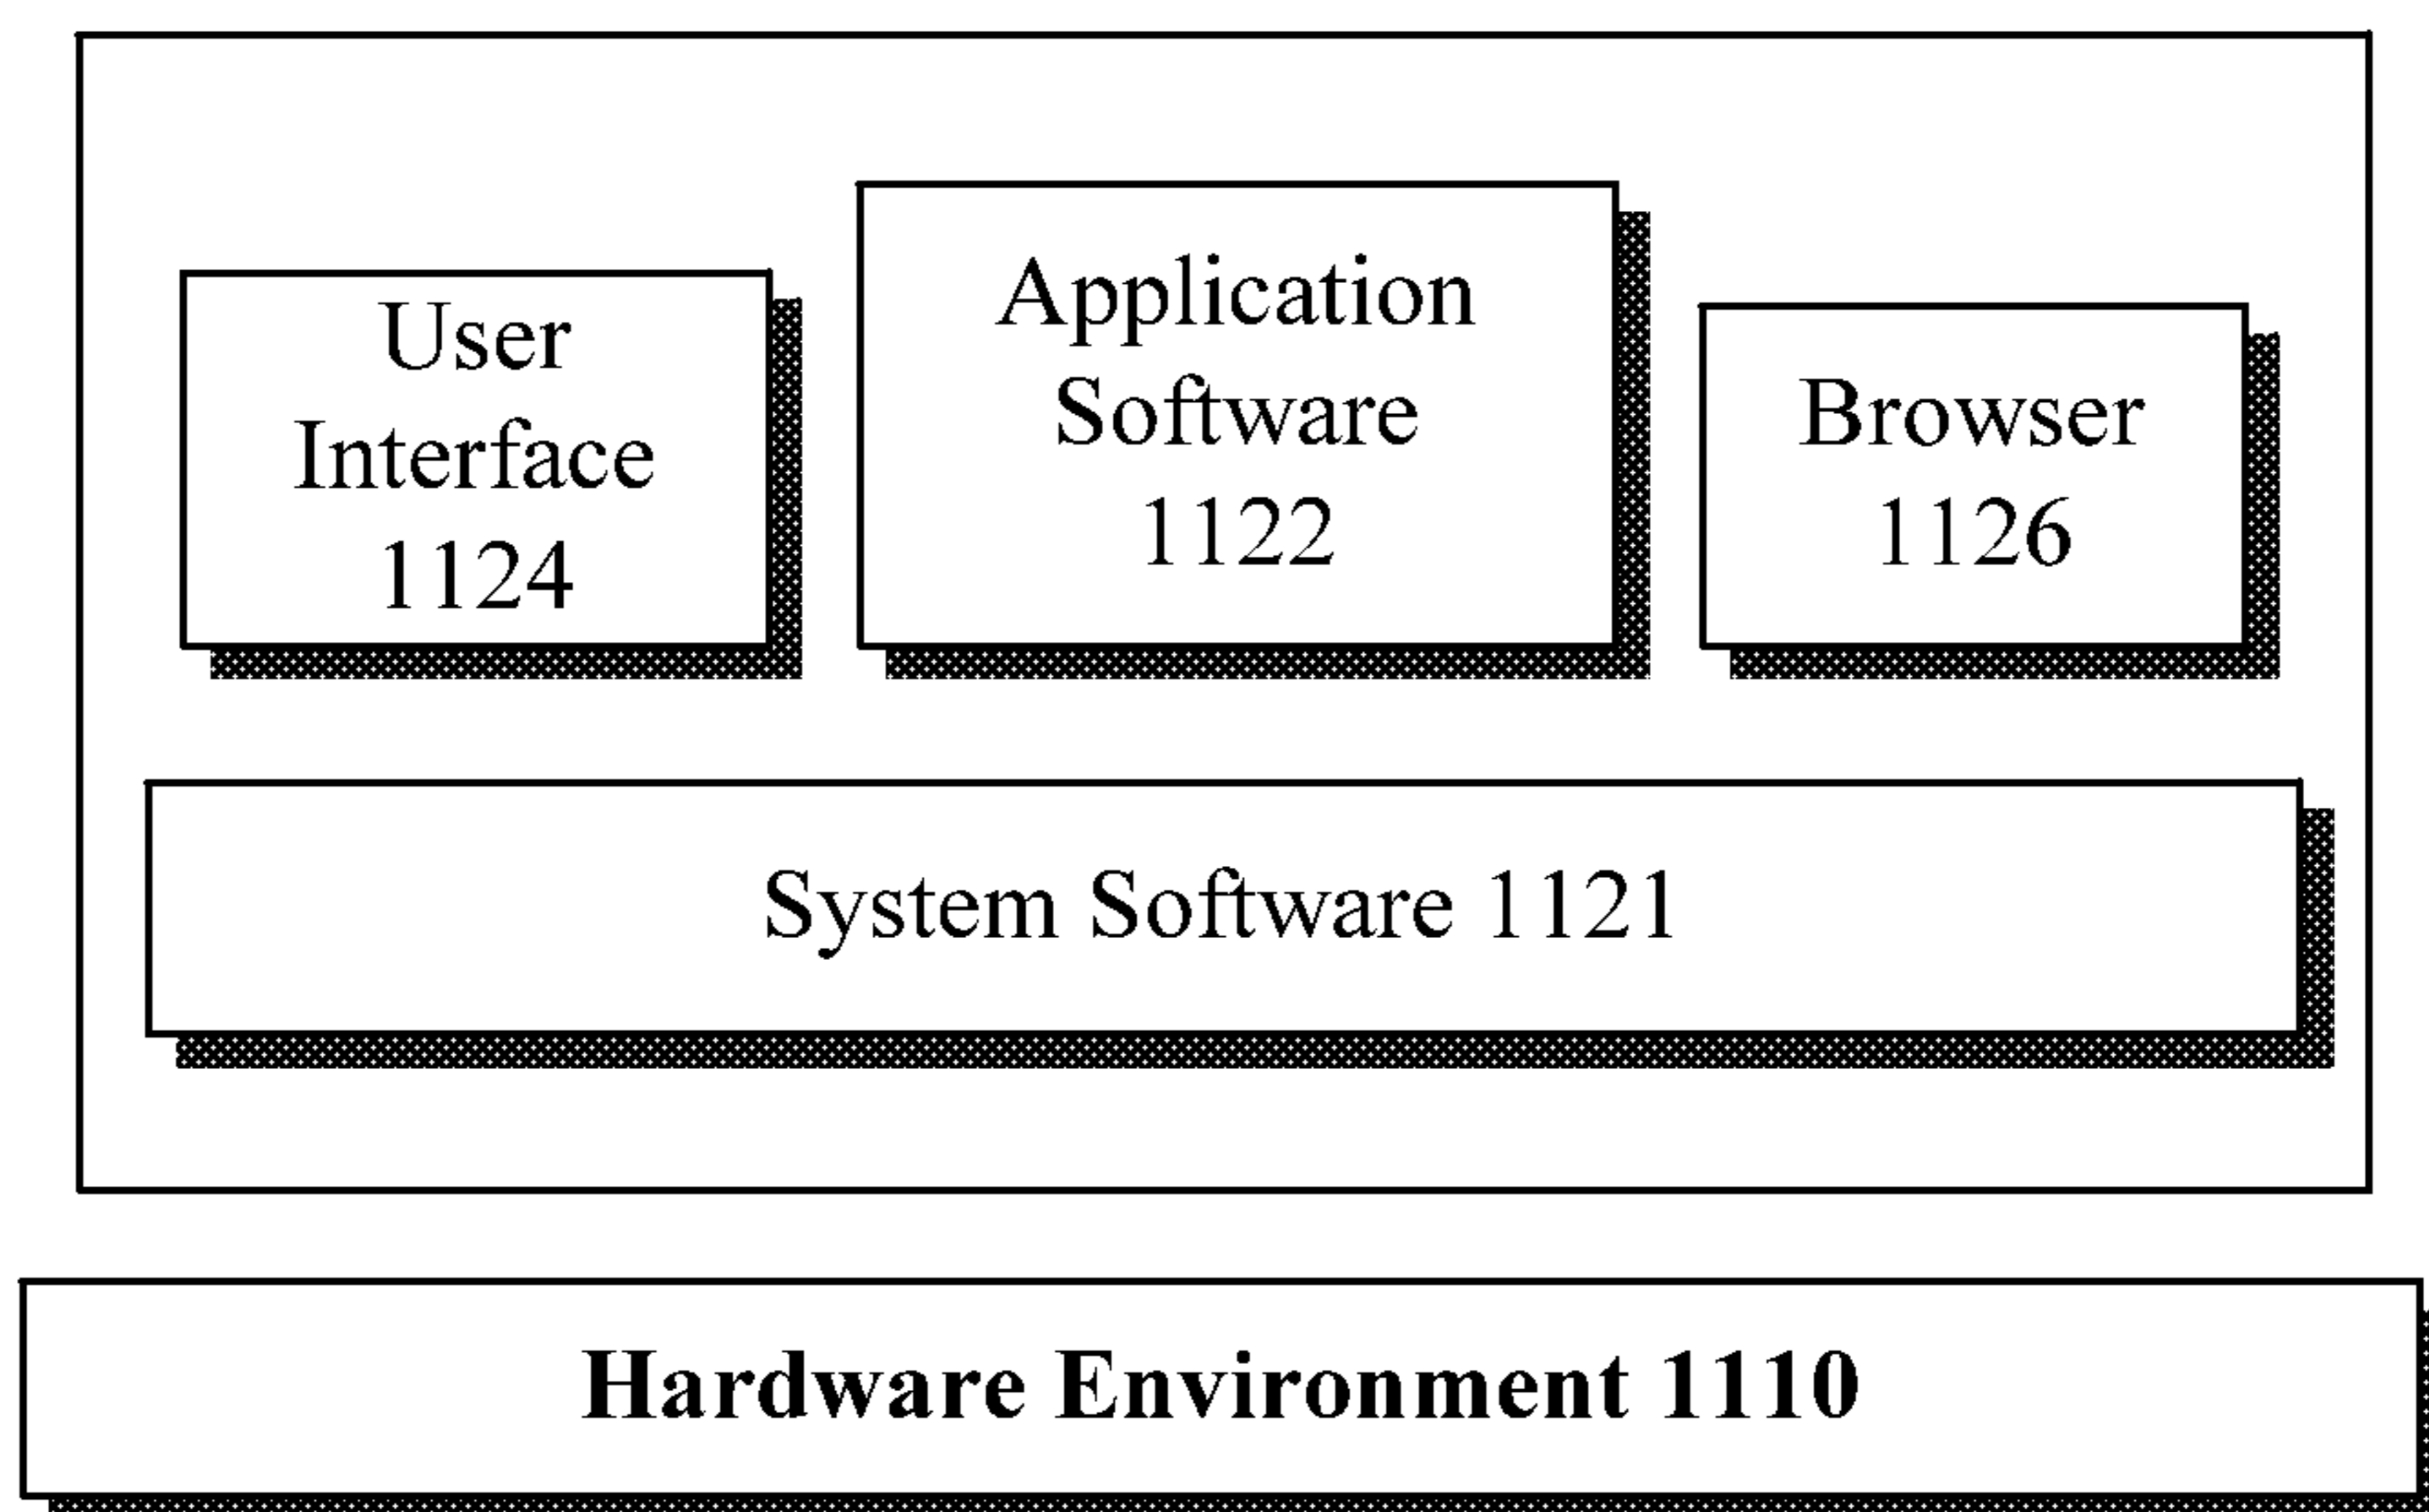 User
Interface
1124
Application
Software
1122
Browser
1126
System Software 1121
Hardware Environment 1110